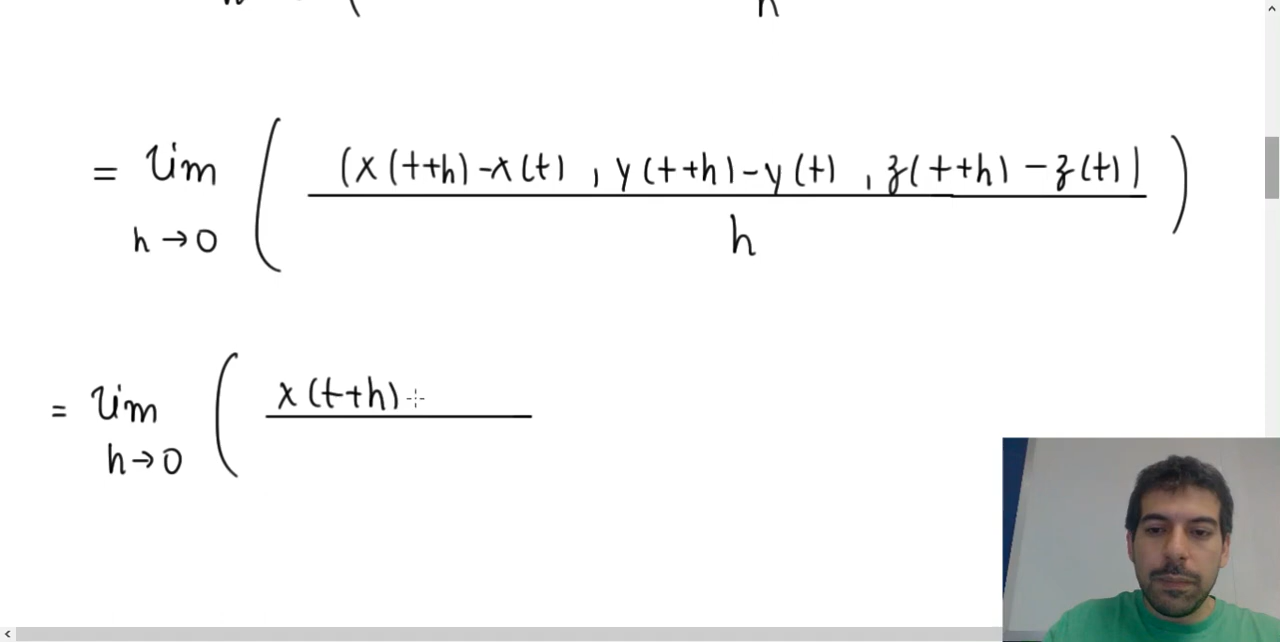 = lim
h→0
( (x(t+h)-x(t), y(t+h)-y(t), z(t+h)-z(t))
h
)
= lim
h→0
( x(t+h)